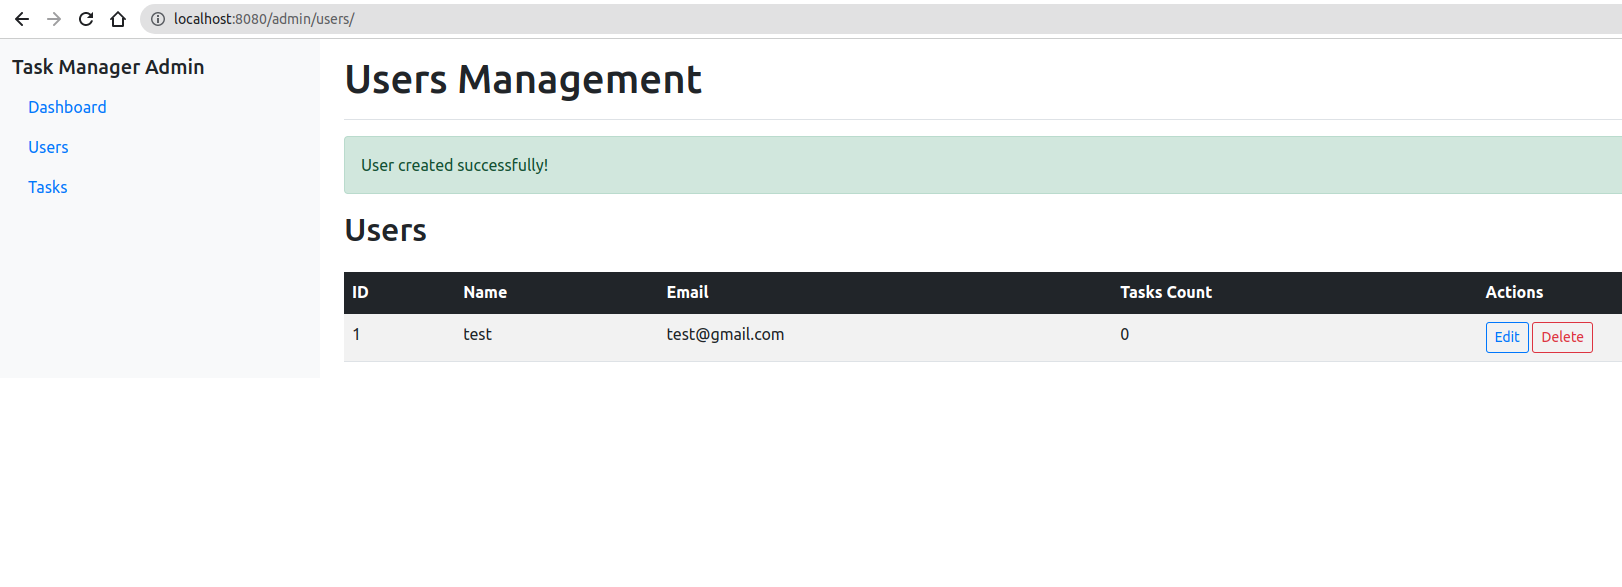 localhost:8080/admin/users/
Task Manager Admin
Dashboard
Users
Tasks
Users Management
User created successfully!
Users
ID Name Email Tasks Count Actions
1 test test@gmail.com 0 Edit Delete